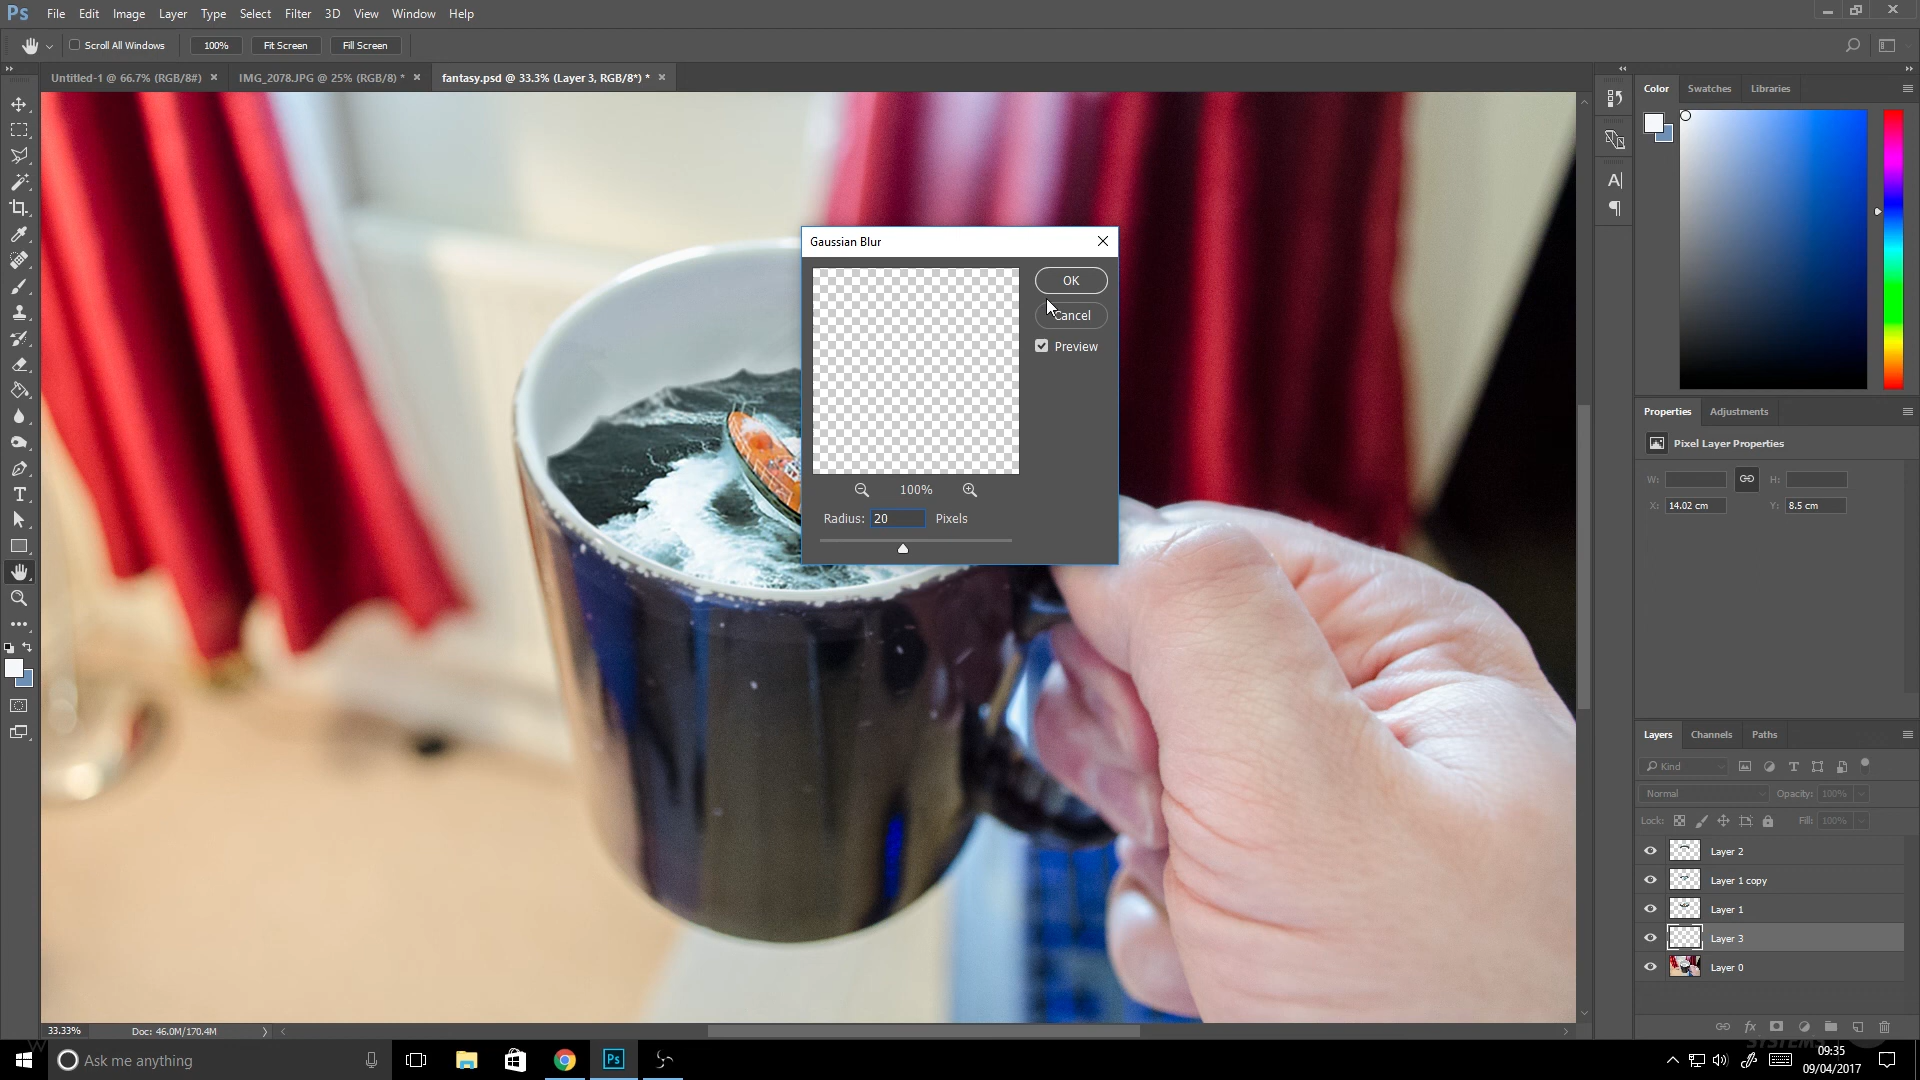 Ps File Edit Image Layer Type Select Filter 3D View Window Help
Scroll All Windows 100% Fit Screen Fill Screen
Untitled-1 @ 66.7% (RGB/8#) × IMG_2078.JPG @ 25% (RGB/8) * × fantasy.psd @ 33.3% (Layer 3, RGB/8*) * ×
Color Swatches Libraries
Gaussian Blur
OK
Cancel
Preview
100%
Radius: 20 Pixels
Properties Adjustments
Pixel Layer Properties
W: H:
X: 14.02 cm Y: 8.5 cm
Layers Channels Paths
Kind
Normal Opacity: 100%
Lock: Fill: 100%
Layer 2
Layer 1 copy
Layer 1
Layer 3
Layer 0
33.33% Doc: 46.0M/170.4M
SYSTEMS
Ask me anything
Ps
09:35
09/04/2017